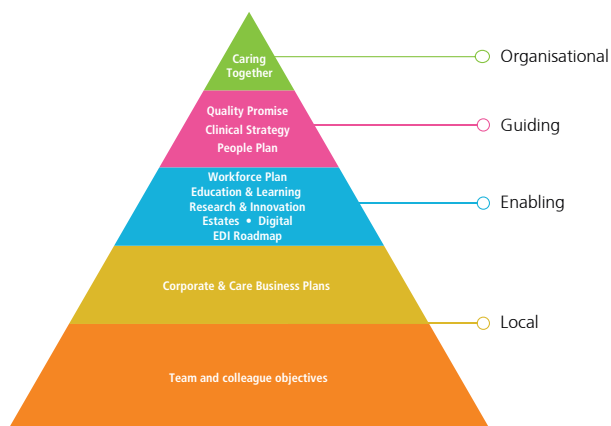 Caring
Together
Organisational
Quality Promise
Clinical Strategy
People Plan
Guiding
Workforce Plan
Education & Learning
Research & Innovation
Estates • Digital
EDI Roadmap
Enabling
Corporate & Care Business Plans
Local
Team and colleague objectives